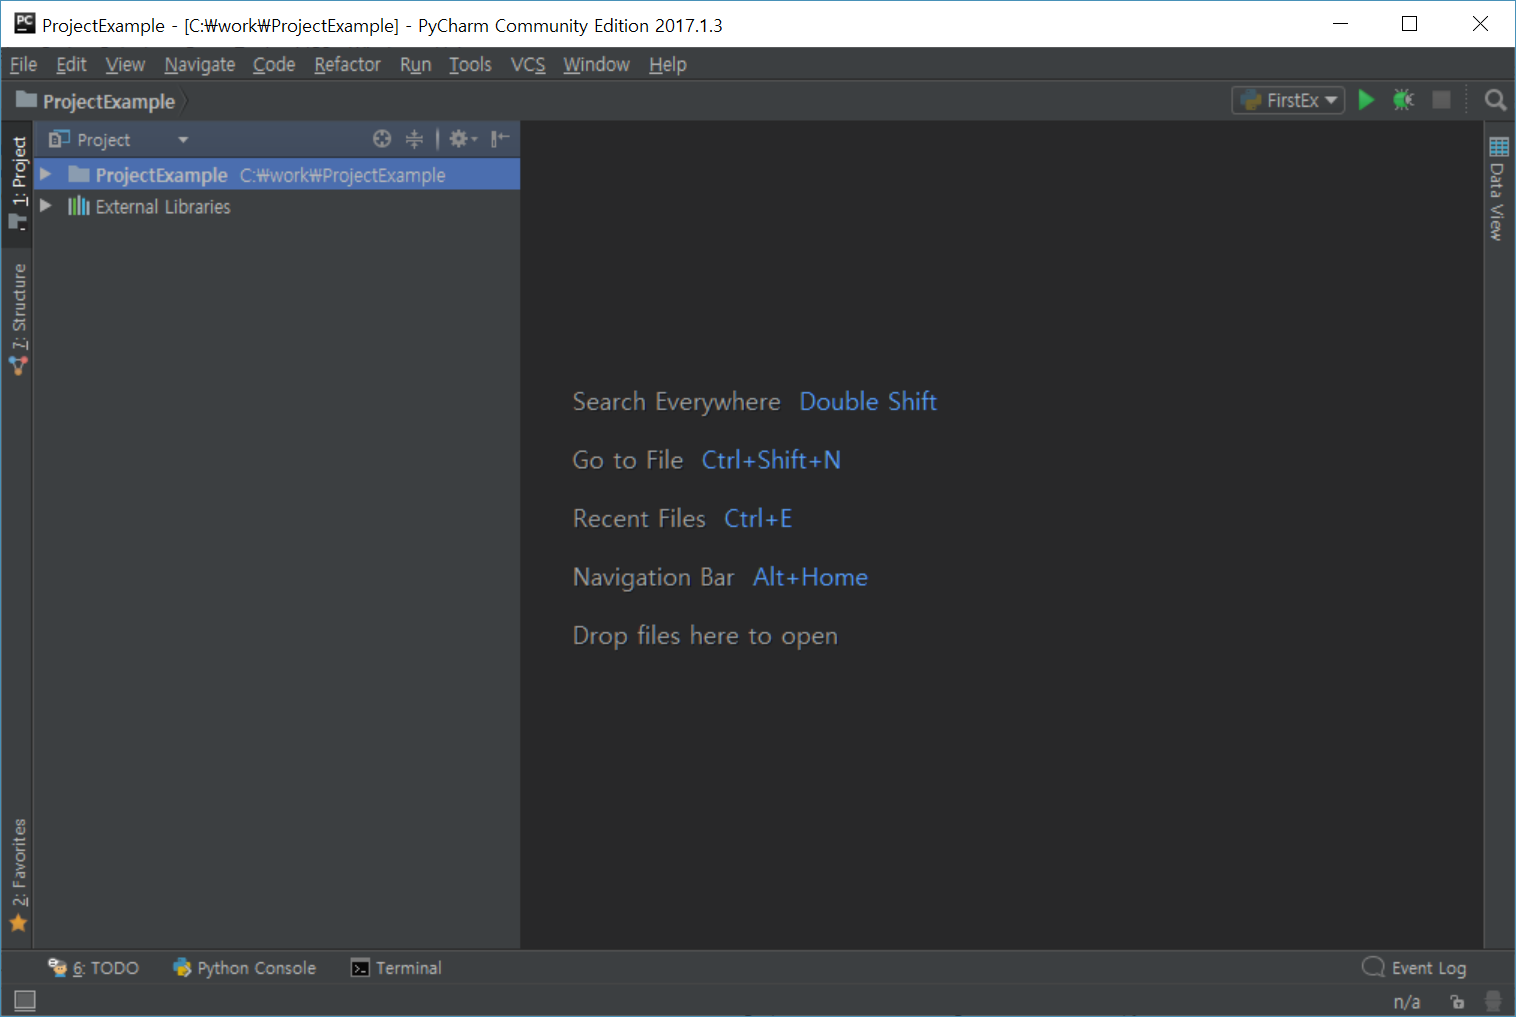 PC ProjectExample - [C:₩work₩ProjectExample] - PyCharm Community Edition 2017.1.3
File Edit View Navigate Code Refactor Run Tools VCS Window Help
ProjectExample FirstEx
1: Project
Project
ProjectExample C:₩work₩ProjectExample
External Libraries
7: Structure
2: Favorites
Search Everywhere Double Shift
Go to File Ctrl+Shift+N
Recent Files Ctrl+E
Navigation Bar Alt+Home
Drop files here to open
Data View
6: TODO Python Console Terminal Event Log
n/a